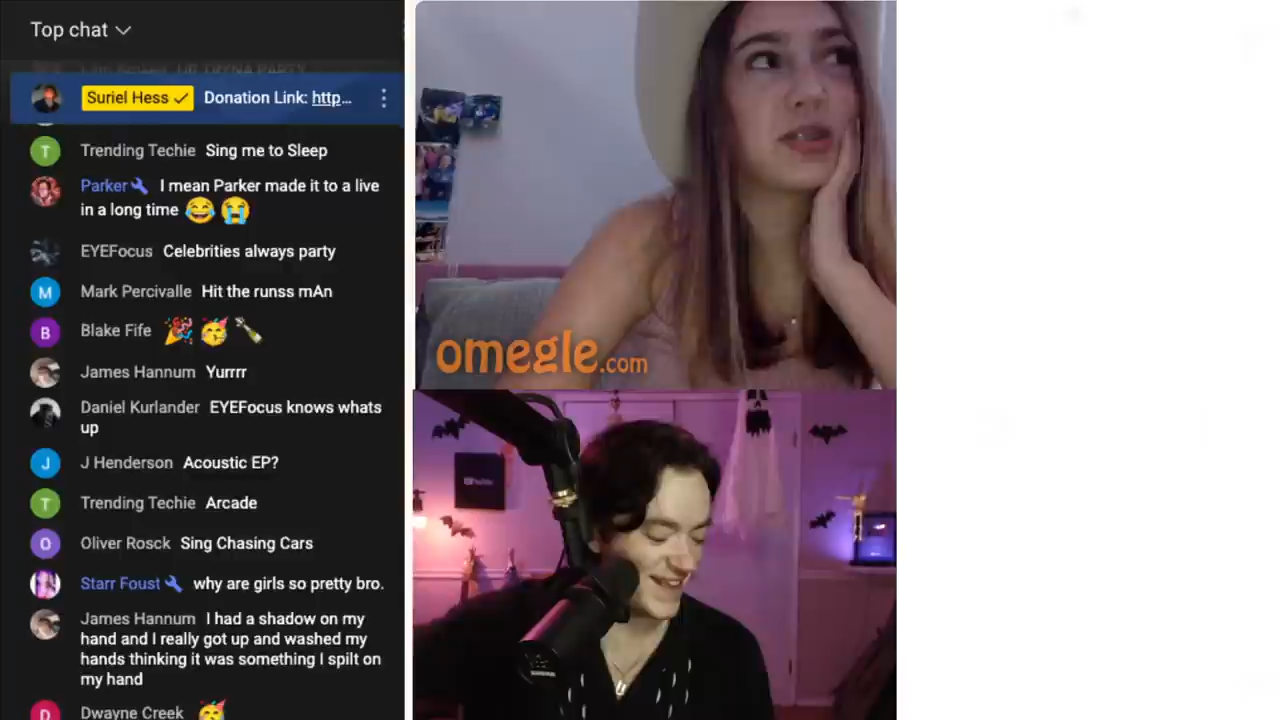 Top chat
Suriel Hess Donation Link: http...
Trending Techie Sing me to Sleep
Parker I mean Parker made it to a live
in a long time 😂 😭
EYEFocus Celebrities always party
M Mark Percivalle Hit the runss mAn
B Blake Fife 🎉 🥳 🍾
James Hannum Yurrrr
Daniel Kurlander EYEFocus knows whats
up
J J Henderson Acoustic EP?
T Trending Techie Arcade
O Oliver Rosck Sing Chasing Cars
Starr Foust why are girls so pretty bro.
James Hannum I had a shadow on my
hand and I really got up and washed my
hands thinking it was something I spilt on
my hand
D Dwayne Creek 🥳
omegle.com
YouTube